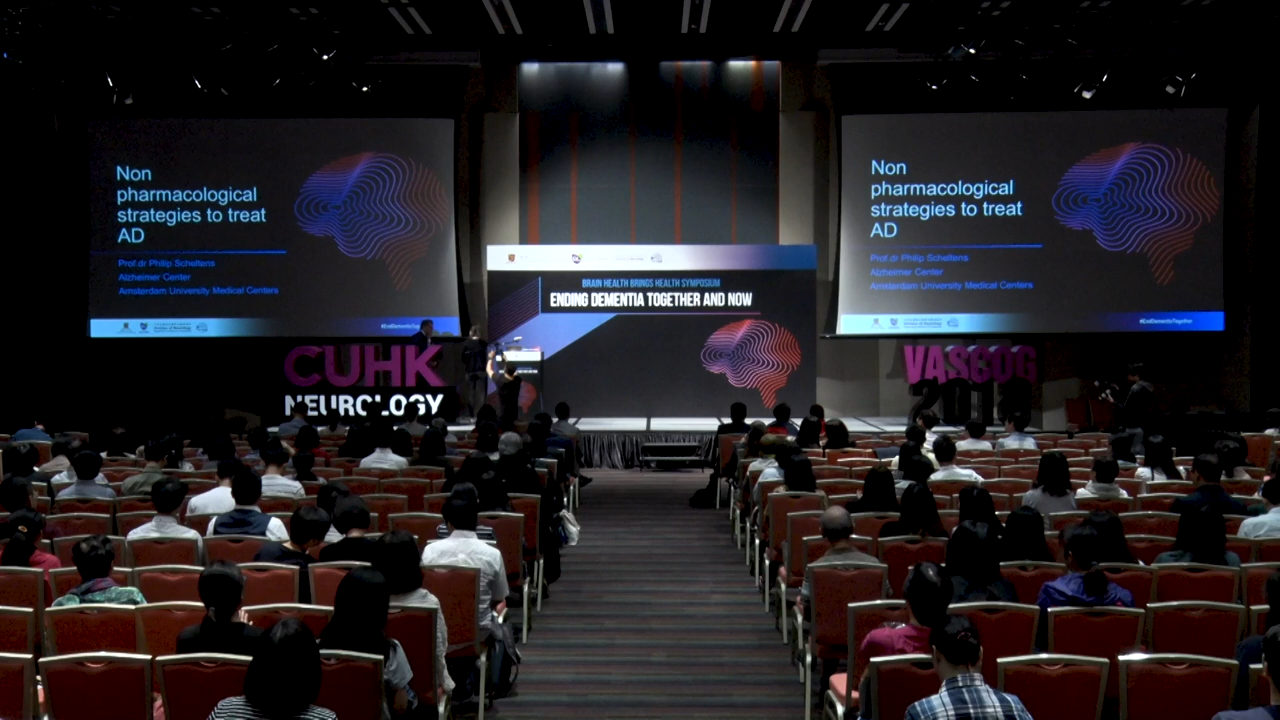 Non
pharmacological
strategies to treat
AD
Prof.dr Philip Scheltens
Alzheimer Center
Amsterdam University Medical Centers
#EndDementiaTogether
BRAIN HEALTH BRINGS HEALTH SYMPOSIUM
ENDING DEMENTIA TOGETHER AND NOW
Non
pharmacological
strategies to treat
AD
Prof.dr Philip Scheltens
Alzheimer Center
Amsterdam University Medical Centers
#EndDementiaTogether
CUHK
NEUROLOGY
VASCOG